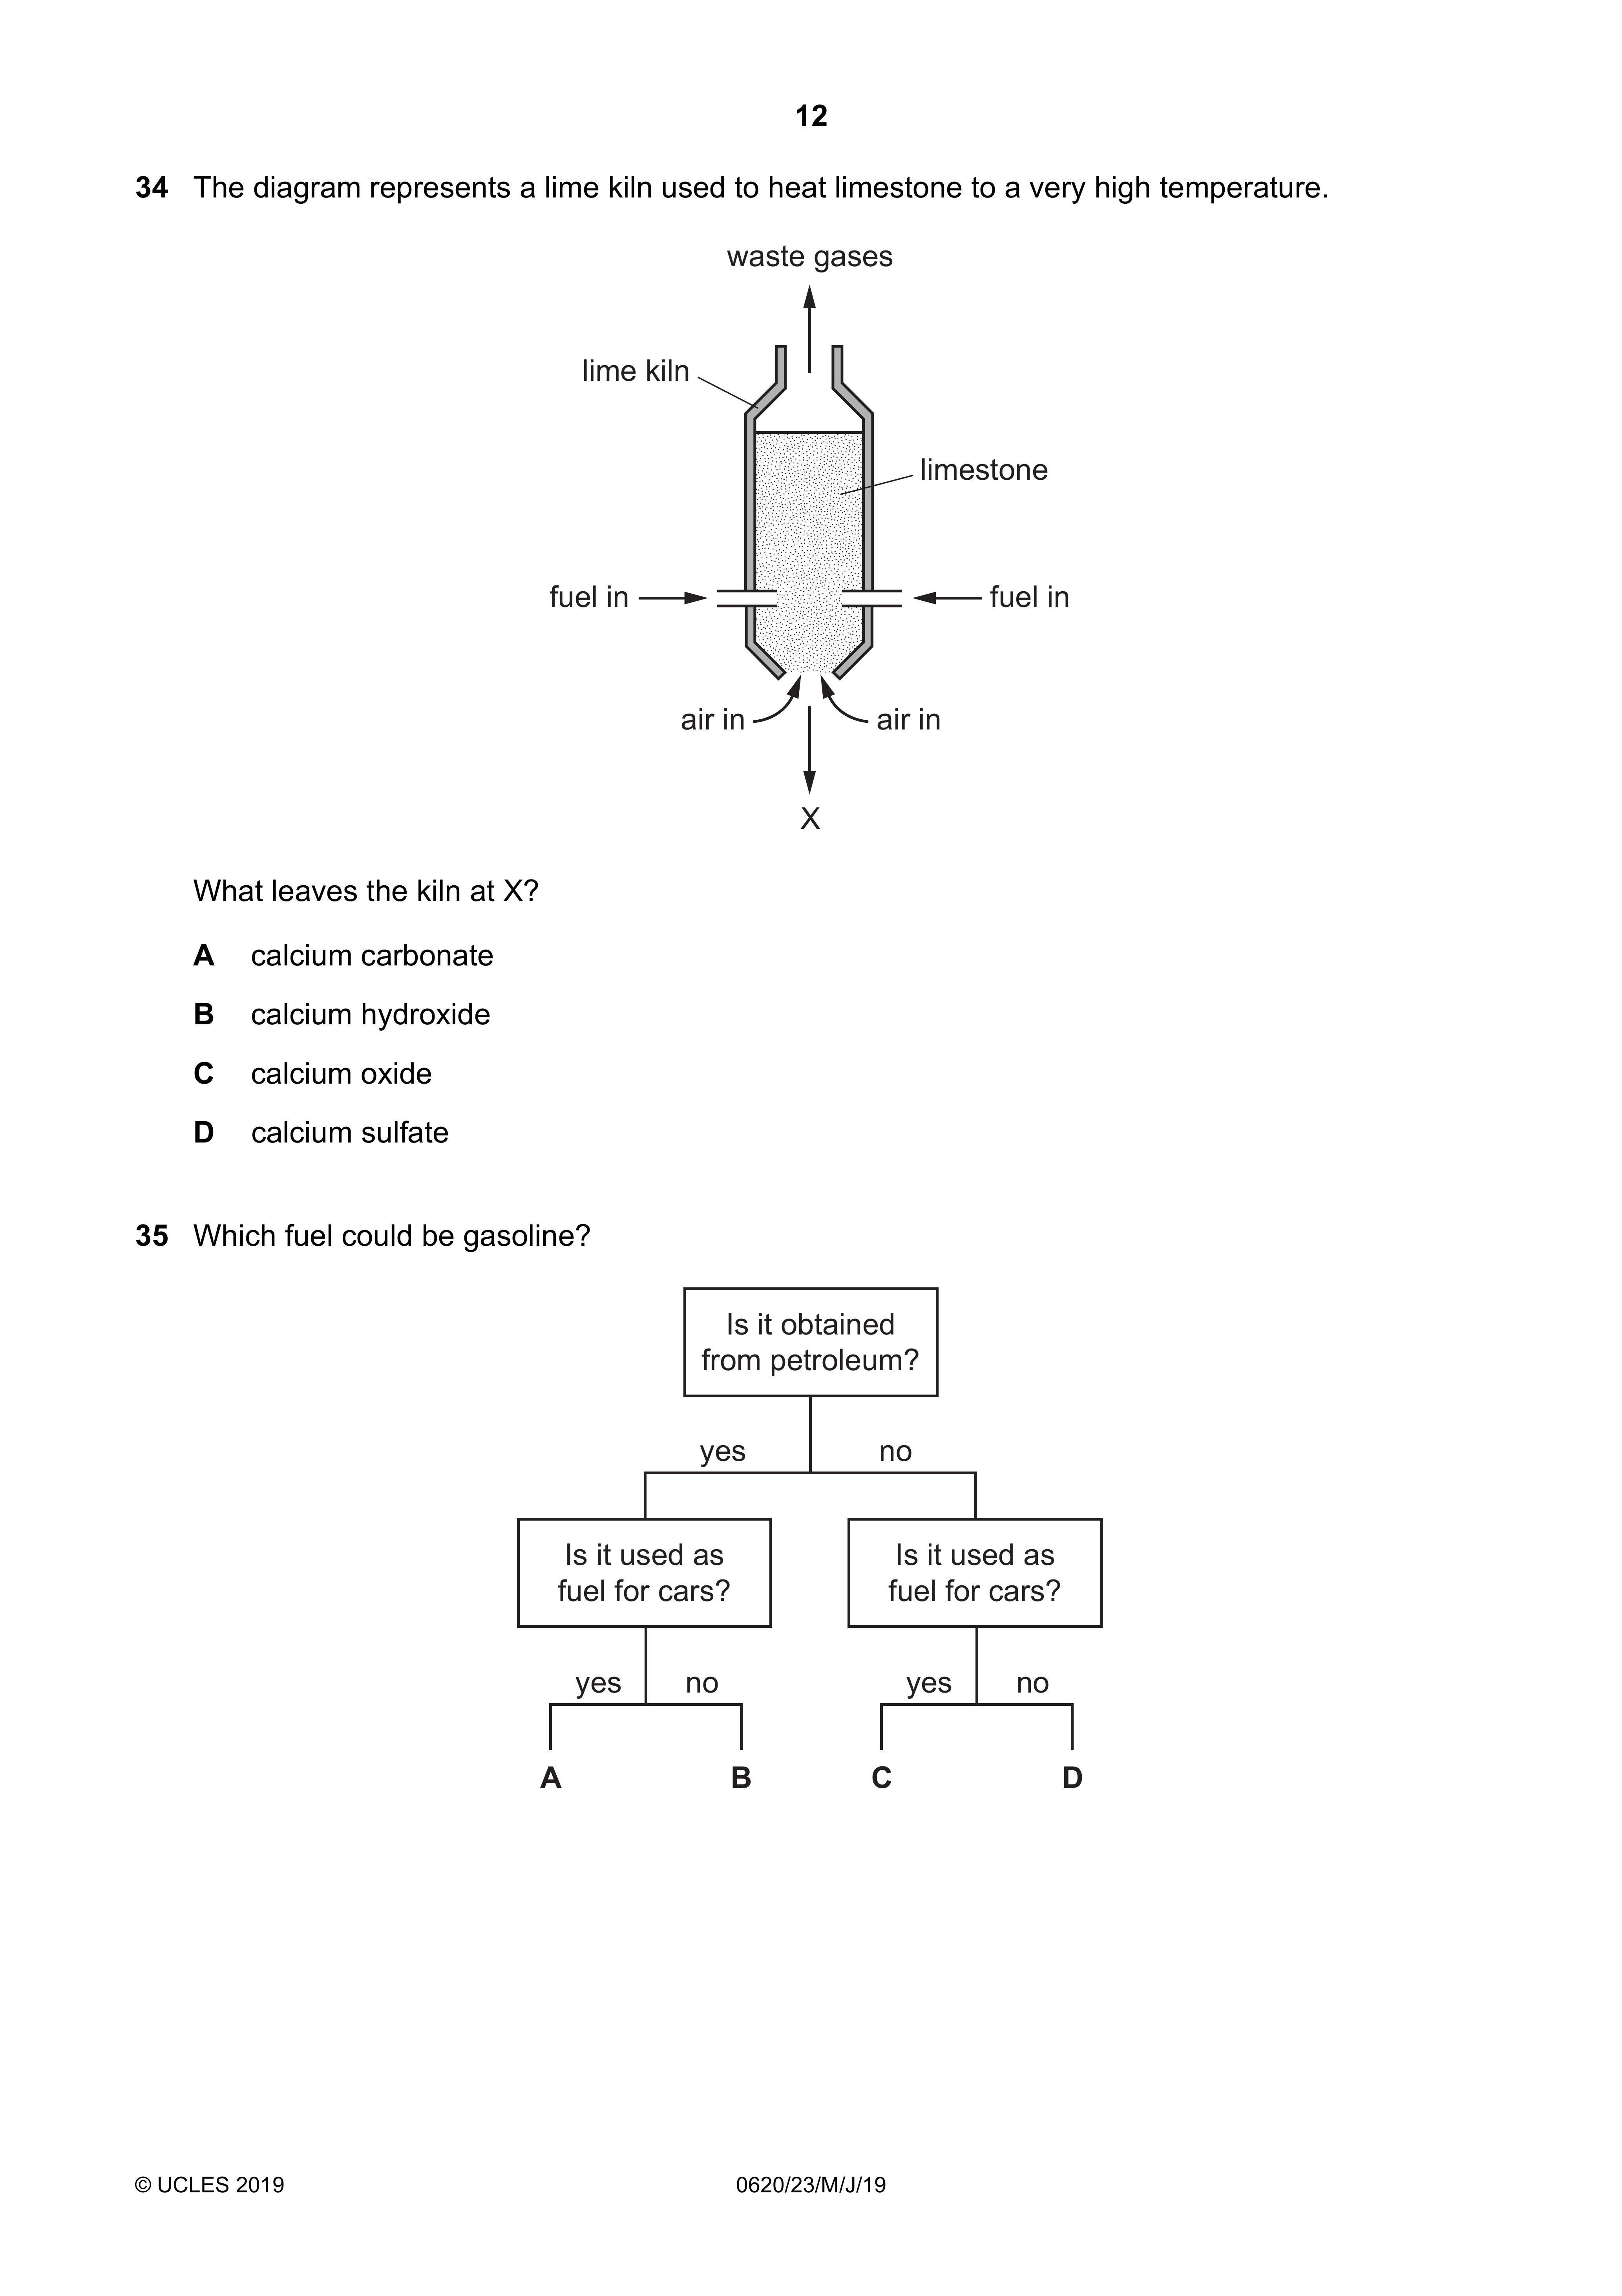 12
34 The diagram represents a lime kiln used to heat limestone to a very high temperature.
waste gases
lime kiln
limestone
fuel in
fuel in
air in
air in
X
What leaves the kiln at X?
A calcium carbonate
B calcium hydroxide
C calcium oxide
D calcium sulfate
35 Which fuel could be gasoline?
Is it obtained
from petroleum?
yes no
Is it used as
fuel for cars?
Is it used as
fuel for cars?
yes no
yes no
A B C D
© UCLES 2019 0620/23/M/J/19